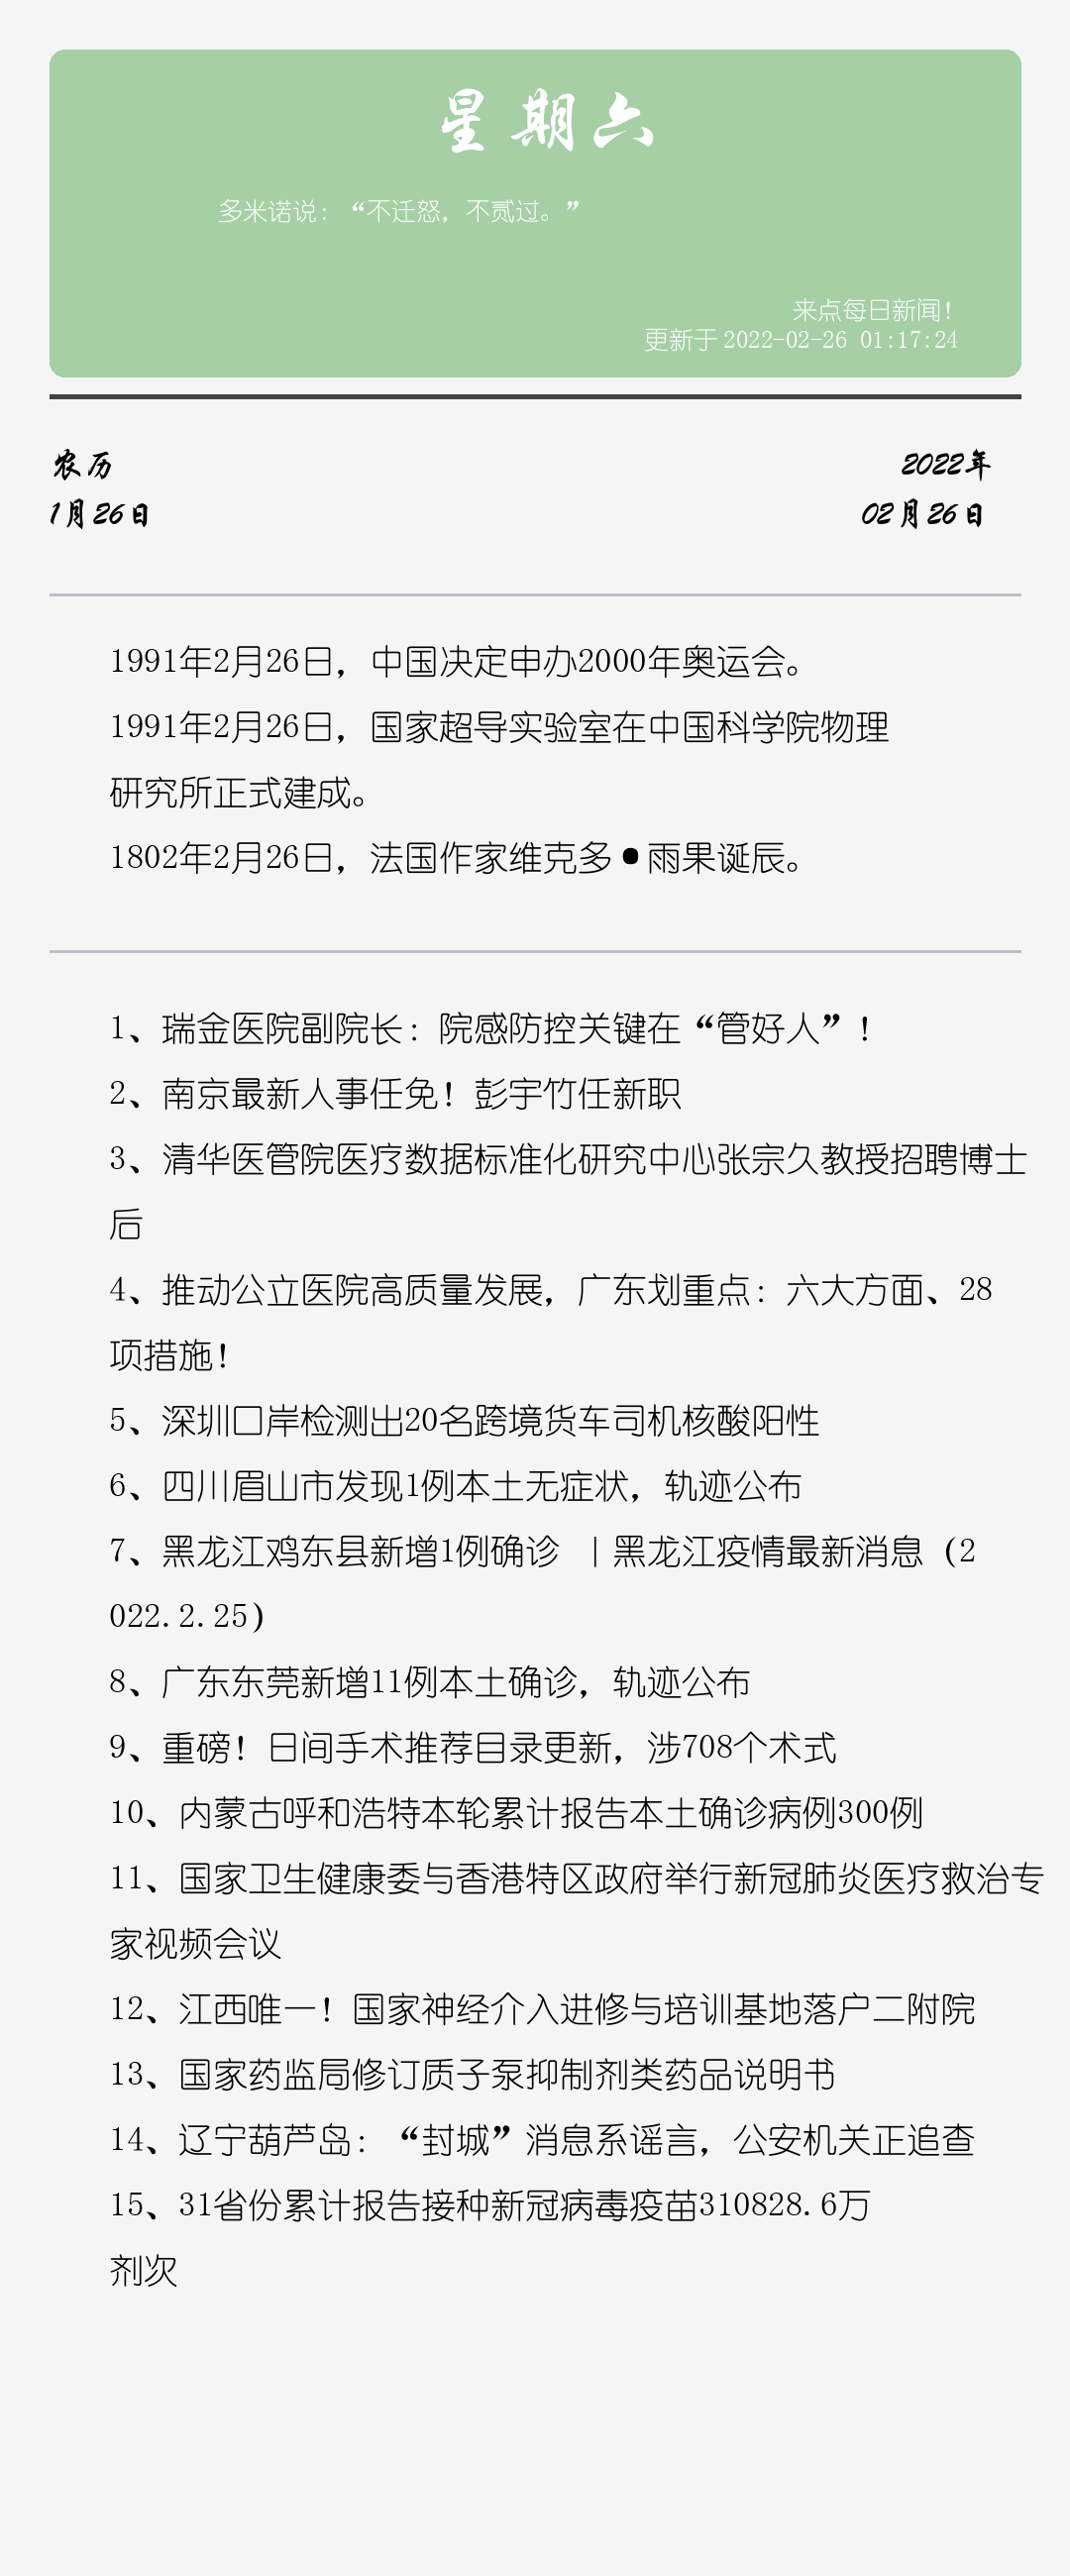 星期六
多米诺说：“不迁怒，不贰过。”
来点每日新闻！
更新于 2022-02-26 01:17:24
农历
2022年
1月26日
02月26日
1991年2月26日，中国决定申办2000年奥运会。
1991年2月26日，国家超导实验室在中国科学院物理
研究所正式建成。
1802年2月26日，法国作家维克多•雨果诞辰。
1、瑞金医院副院长：院感防控关键在“管好人”！
2、南京最新人事任免！彭宇竹任新职
3、清华医管院医疗数据标准化研究中心张宗久教授招聘博士
后
4、推动公立医院高质量发展，广东划重点：六大方面、28
项措施！
5、深圳口岸检测出20名跨境货车司机核酸阳性
6、四川眉山市发现1例本土无症状，轨迹公布
7、黑龙江鸡东县新增1例确诊 丨黑龙江疫情最新消息（2
022.2.25）
8、广东东莞新增11例本土确诊，轨迹公布
9、重磅！日间手术推荐目录更新，涉708个术式
10、内蒙古呼和浩特本轮累计报告本土确诊病例300例
11、国家卫生健康委与香港特区政府举行新冠肺炎医疗救治专
家视频会议
12、江西唯一！国家神经介入进修与培训基地落户二附院
13、国家药监局修订质子泵抑制剂类药品说明书
14、辽宁葫芦岛：“封城”消息系谣言，公安机关正追查
15、31省份累计报告接种新冠病毒疫苗310828.6万
剂次